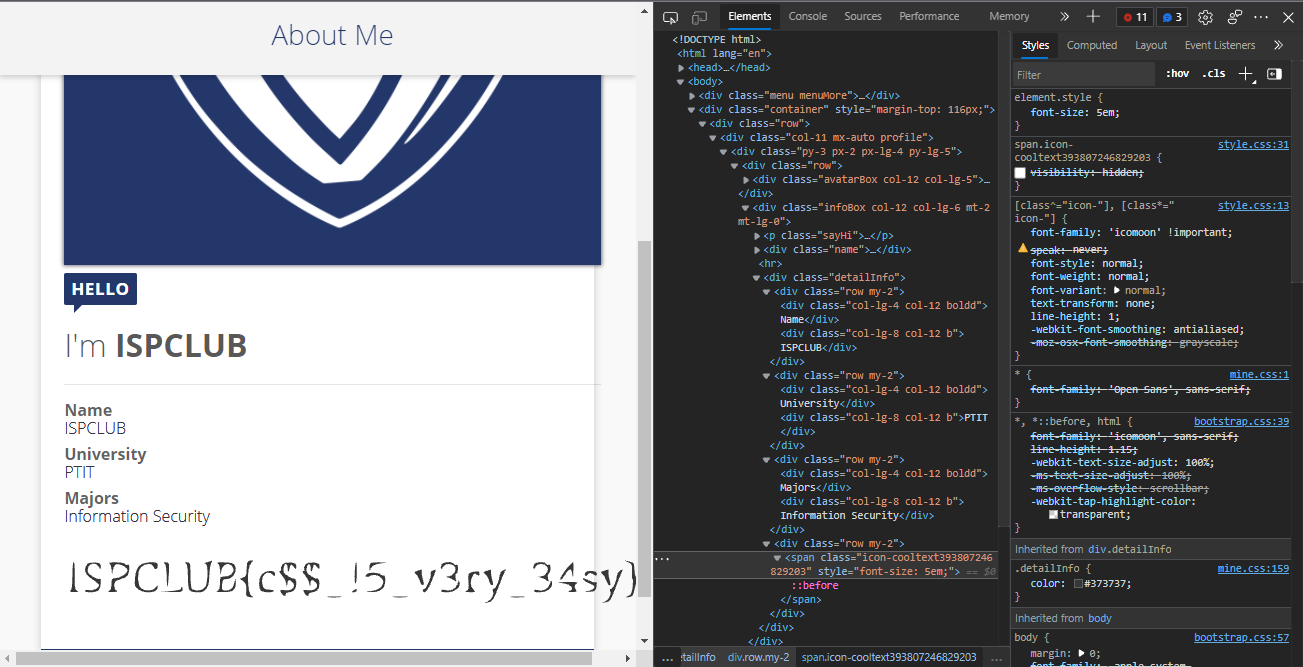 About Me
HELLO
I'm ISPCLUB
Name
ISPCLUB
University
PTIT
Majors
Information Security
ISPCLUB{c$$_!5_v3ry_34sy}
Elements Console Sources Performance Memory 11 3
<!DOCTYPE html>
<html lang="en">
<head>…</head>
<body>
<div class="menu menuMore">…</div>
<div class="container" style="margin-top: 116px;">
<div class="row">
<div class="col-11 mx-auto profile">
<div class="py-3 px-2 px-lg-4 py-lg-5">
<div class="row">
<div class="avatarBox col-12 col-lg-5">…
</div>
<div class="infoBox col-12 col-lg-6 mt-2
mt-lg-0">
<p class="sayHi">…</p>
<div class="name">…</div>
<hr>
<div class="detailInfo">
<div class="row my-2">
<div class="col-lg-4 col-12 boldd">
Name</div>
<div class="col-lg-8 col-12 b">
ISPCLUB</div>
</div>
<div class="row my-2">
<div class="col-lg-4 col-12 boldd">
University</div>
<div class="col-lg-8 col-12 b">PTIT
</div>
</div>
<div class="row my-2">
<div class="col-lg-4 col-12 boldd">
Majors</div>
<div class="col-lg-8 col-12 b">
Information Security</div>
</div>
<div class="row my-2">
… <span class="icon-cooltext393807246
829203" style="font-size: 5em;"> == $0
::before
</span>
</div>
</div>
</div>
… etailInfo div.row.my-2 span.icon-cooltext393807246829203 …
Styles Computed Layout Event Listeners
Filter :hov .cls
element.style {
font-size: 5em;
}
span.icon- style.css:31
cooltext393807246829203 {
visibility: hidden;
}
[class^="icon-"], [class*=" style.css:13
icon-"] {
font-family: 'icomoon' !important;
speak: never;
font-style: normal;
font-weight: normal;
font-variant: normal;
text-transform: none;
line-height: 1;
-webkit-font-smoothing: antialiased;
-moz-osx-font-smoothing: grayscale;
}
* { mine.css:1
font-family: 'Open Sans', sans-serif;
}
*, *::before, html { bootstrap.css:39
font-family: 'icomoon', sans-serif;
line-height: 1.15;
-webkit-text-size-adjust: 100%;
-ms-text-size-adjust: 100%;
-ms-overflow-style: scrollbar;
-webkit-tap-highlight-color:
transparent;
}
Inherited from div.detailInfo
.detailInfo { mine.css:159
color: #373737;
}
Inherited from body
body { bootstrap.css:57
margin: 0;